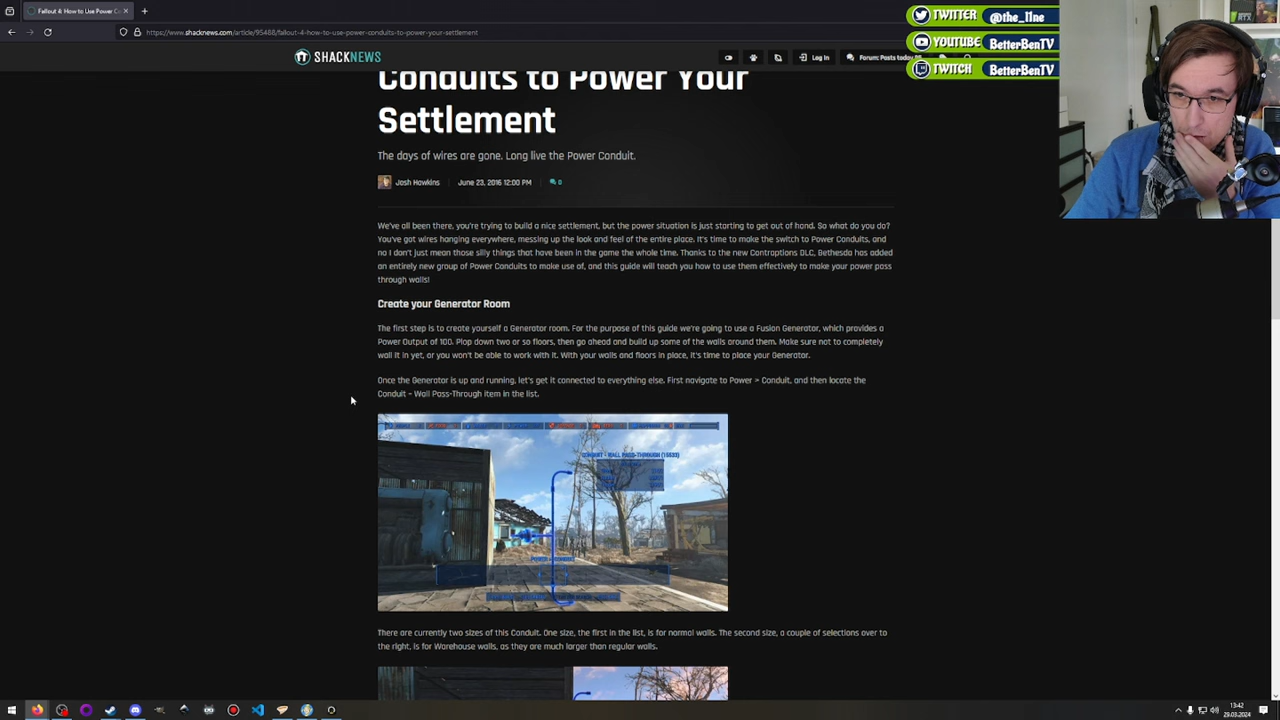 Fallout 4: How to Use Power Co
https://www.shacknews.com/article/95488/fallout-4-how-to-use-power-conduits-to-power-your-settlement
SHACKNEWS
Log In
Forum: Posts today
TWITTER @the_l1ne
YOUTUBE BetterBenTV
TWITCH BetterBenTV
Conduits to Power Your
Settlement
The days of wires are gone. Long live the Power Conduit.
Josh Hawkins
June 23, 2016 12:00 PM
0
We've all been there, you're trying to build a nice settlement, but the power situation is just starting to get out of hand. So what do you do?
You've got wires hanging everywhere, messing up the look and feel of the entire place. It's time to make the switch to Power Conduits, and
no I don't just mean those silly things that have been in the game the whole time. Thanks to the new Contraptions DLC, Bethesda has added
an entirely new group of Power Conduits to make use of, and this guide will teach you how to use them effectively to make your power pass
through walls!
Create your Generator Room
The first step is to create yourself a Generator room. For the purpose of this guide we're going to use a Fusion Generator, which provides a
Power Output of 100. Plop down two or so floors, then go ahead and build up some of the walls around them. Make sure not to completely
wall it in yet, or you won't be able to work with it. With your walls and floors in place, it's time to place your Generator.
Once the Generator is up and running, let's get it connected to everything else. First navigate to Power > Conduit, and then locate the
Conduit - Wall Pass-Through item in the list.
CONDUIT - WALL PASS-THROUGH
There are currently two sizes of this Conduit. One size, the first in the list, is for normal walls. The second size, a couple of selections over to
the right, is for Warehouse walls, as they are much larger than regular walls.
13:42
29.03.2024